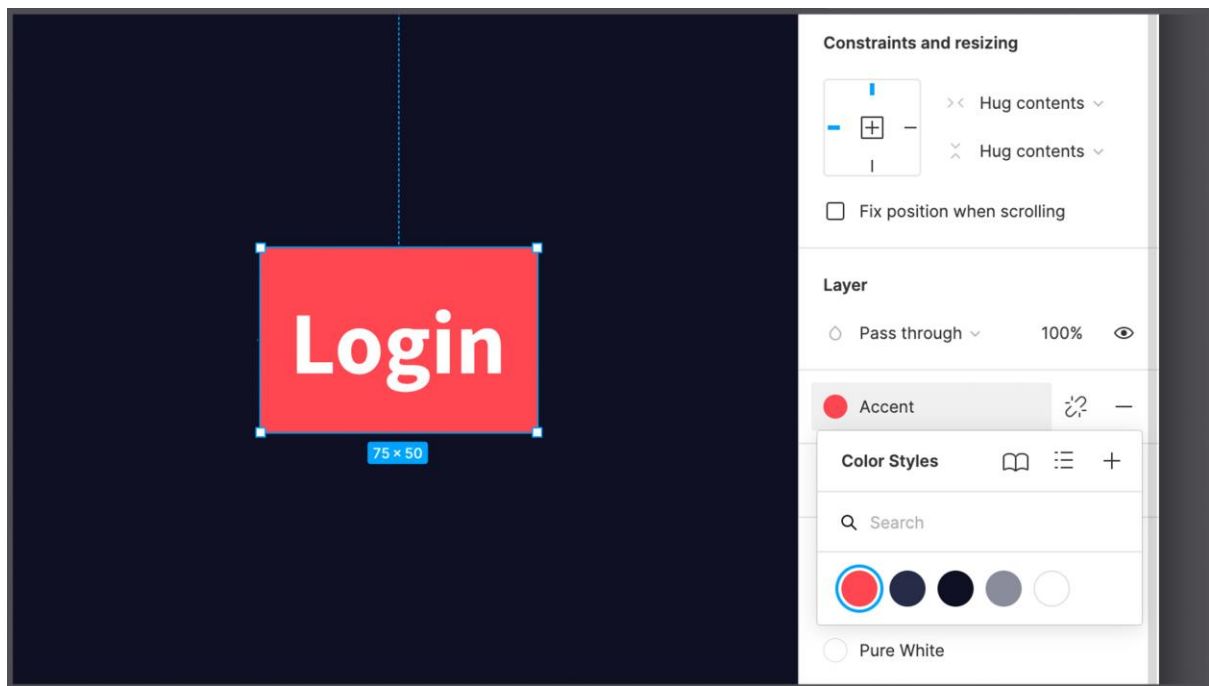 Constraints and resizing
Hug contents
Hug contents
Fix position when scrolling
Layer
Pass through 100%
Login
Accent
75 × 50
Color Styles
Search
Pure White